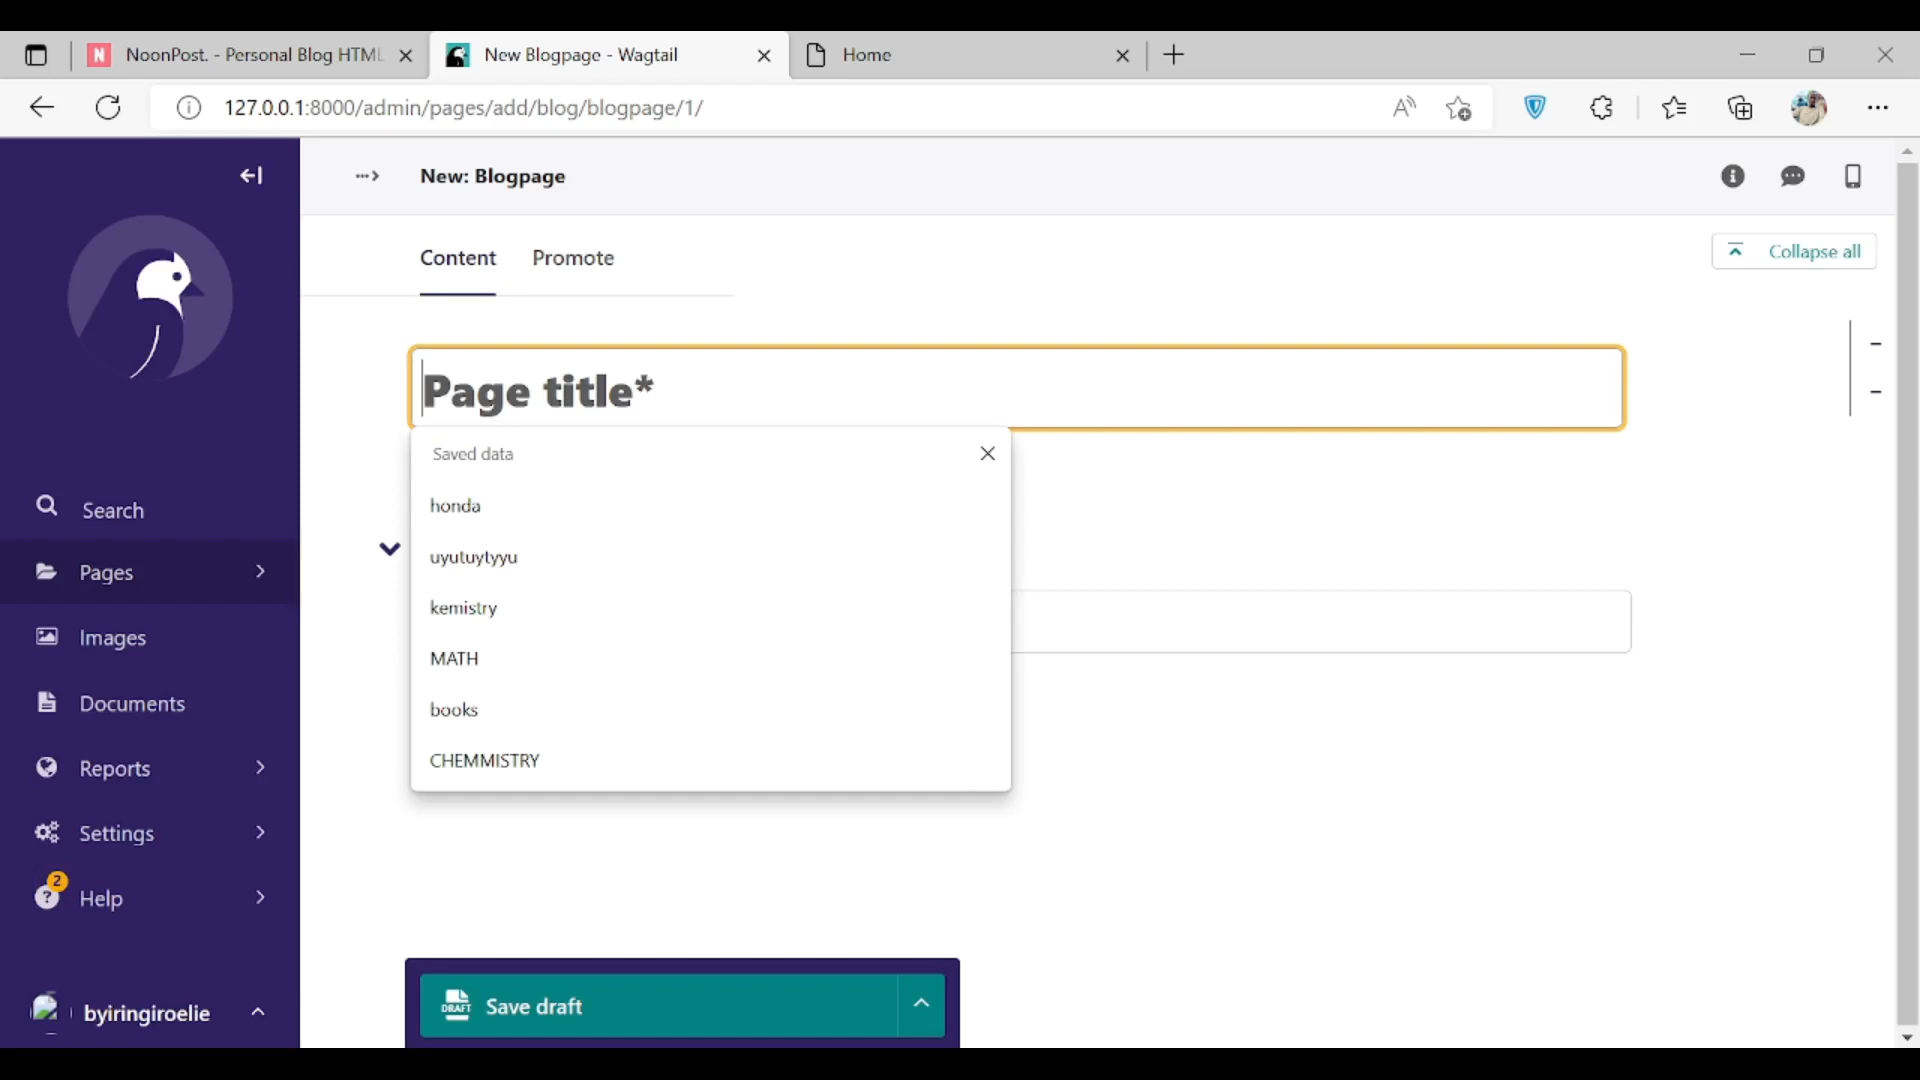 N NoonPost. - Personal Blog HTML
New Blogpage - Wagtail
Home
127.0.0.1:8000/admin/pages/add/blog/blogpage/1/
New: Blogpage
Content
Promote
Collapse all
Page title*
Saved data
honda
uyutuytyyu
kemistry
MATH
books
CHEMMISTRY
Search
Pages
Images
Documents
Reports
Settings
2
Help
byiringiroelie
DRAFT Save draft